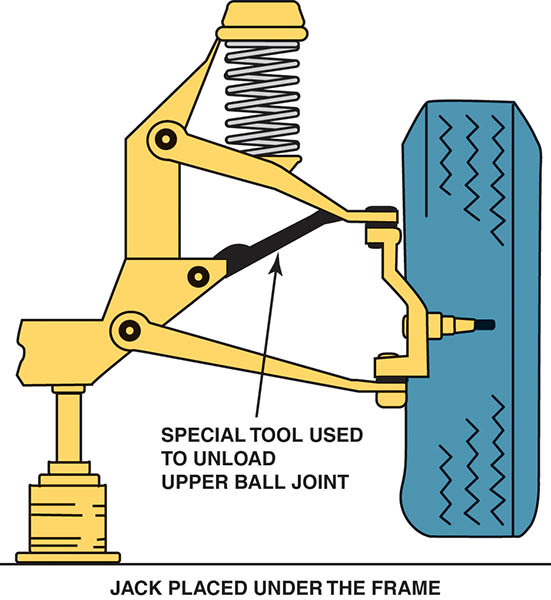 SPECIAL TOOL USED
TO UNLOAD
UPPER BALL JOINT
JACK PLACED UNDER THE FRAME